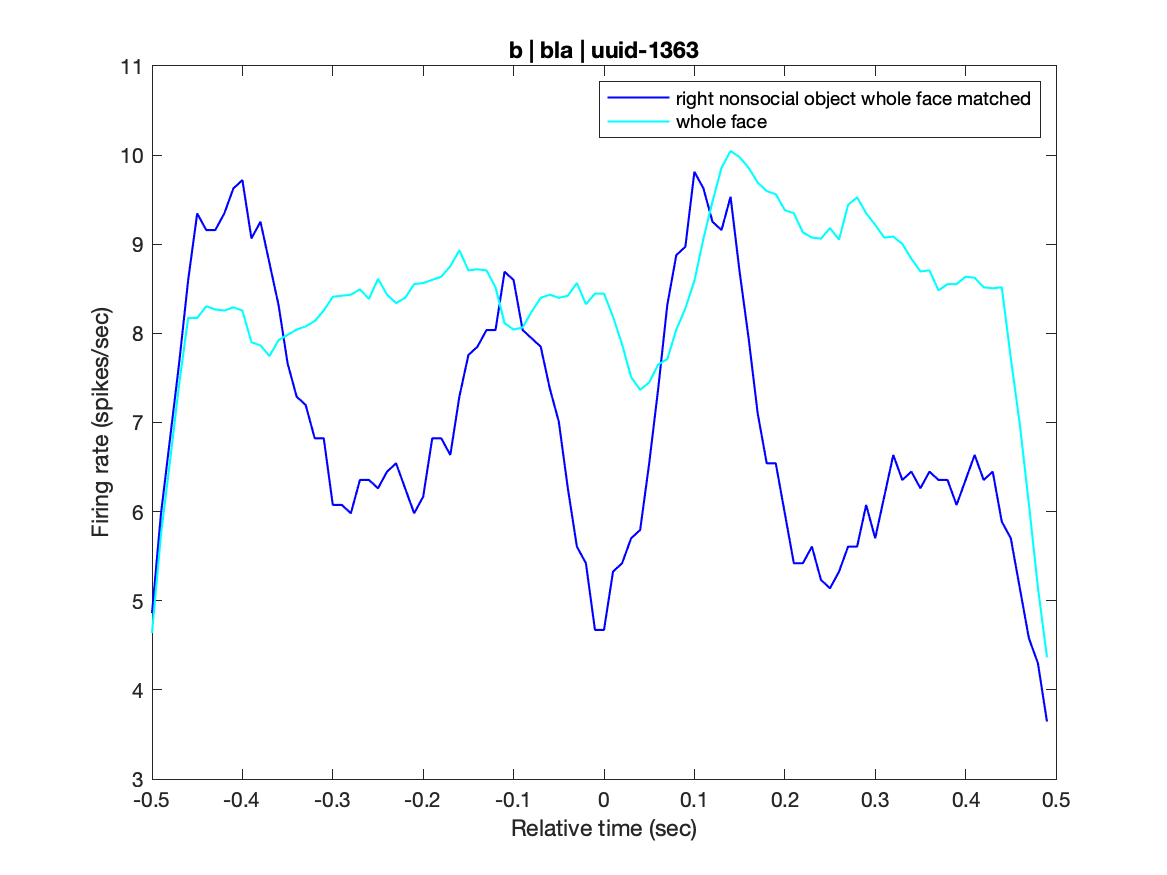 b | bla | uuid-1363
right nonsocial object whole face matched
whole face
Firing rate (spikes/sec)
11
10
9
8
7
6
5
4
3
-0.5 -0.4 -0.3 -0.2 -0.1 0 0.1 0.2 0.3 0.4 0.5
Relative time (sec)